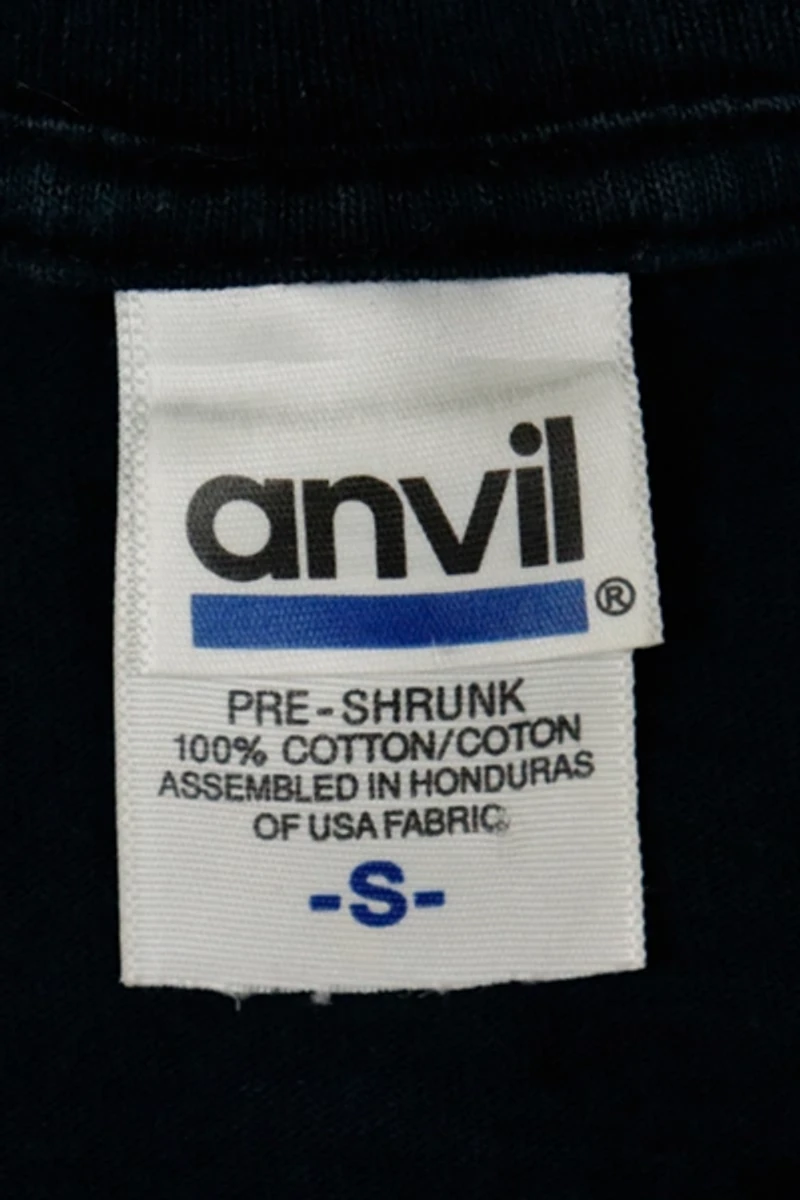 anvil®
PRE-SHRUNK
100% COTTON/COTON
ASSEMBLED IN HONDURAS
OF USA FABRIC
-S-